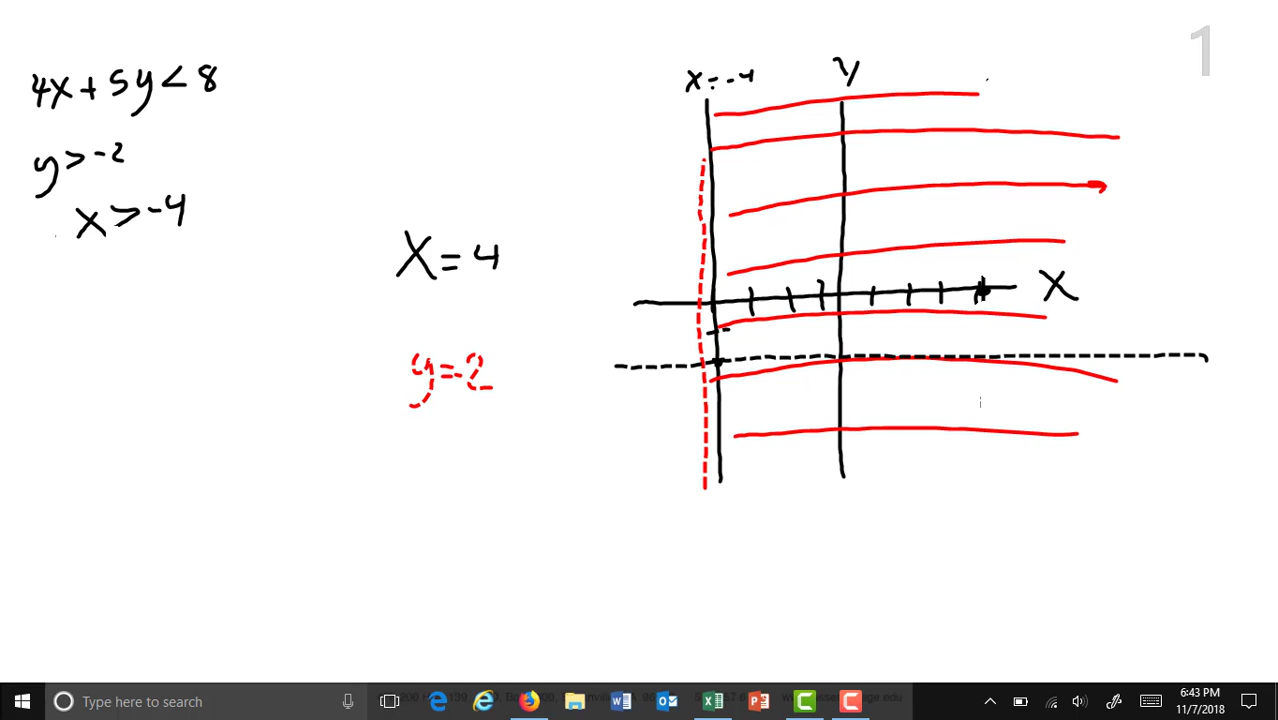 1
4x + 5y < 8
y > -2
x > -4
X = 4
y = -2
x = -4
y
X
Type here to search
6:43 PM
11/7/2018